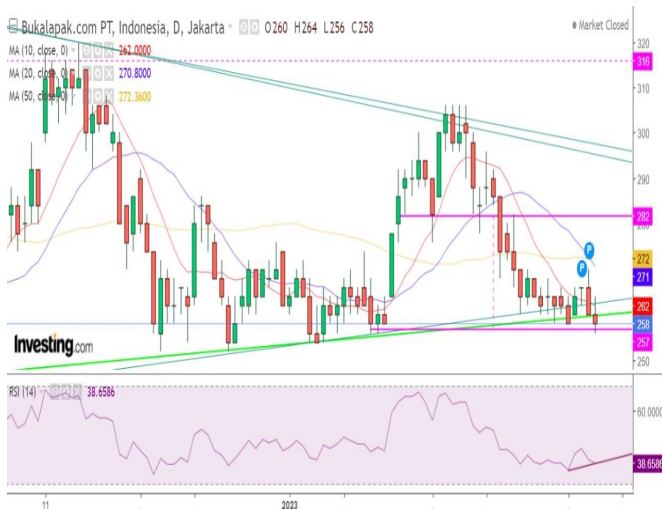 Bukalapak.com PT, Indonesia, D, Jakarta O260 H264 L256 C258
Market Closed
MA (10, close, 0) 262.0000
MA (20, close, 0) 270.8000
MA (50, close, 0) 272.3600
320
316
310
300
290
282
280
272
271
262
258
257
250
P
P
Investing.com
RSI (14) 38.6586
60.0000
38.6586
11
2023